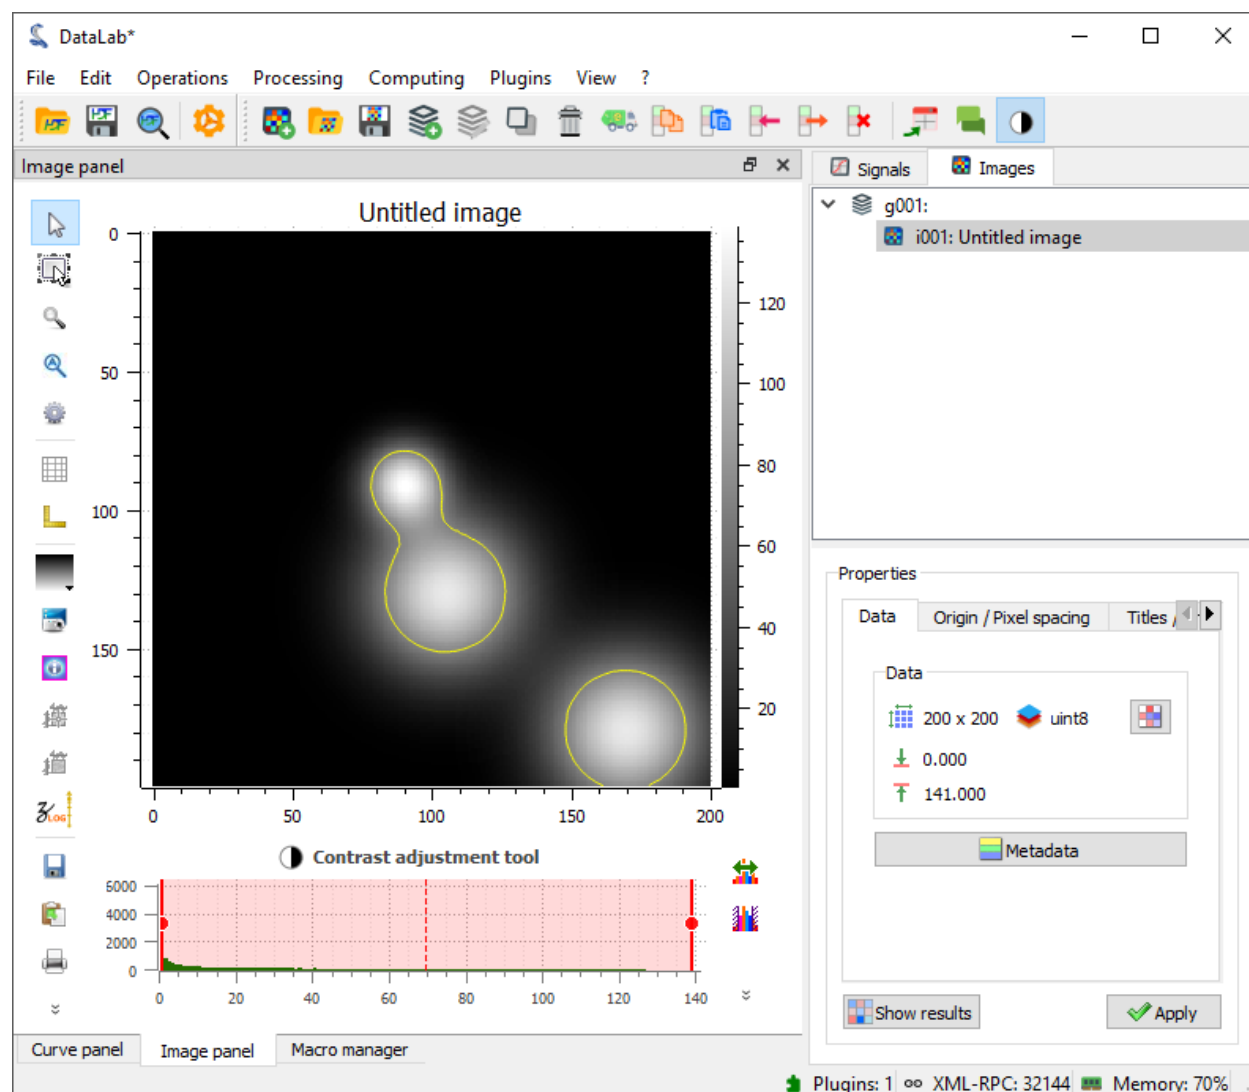 DataLab*
File Edit Operations Processing Computing Plugins View ?
Image panel
Signals
Images
g001:
i001: Untitled image
Untitled image
0
50
100
150
0 50 100 150 200
120
100
80
60
40
20
Contrast adjustment tool
6000
4000
2000
0
0 20 40 60 80 100 120 140
LOG
Properties
Data Origin / Pixel spacing Titles /
Data
200 x 200 uint8
0.000
141.000
Metadata
Show results
Apply
Curve panel Image panel Macro manager
Plugins: 1 XML-RPC: 32144 Memory: 70%